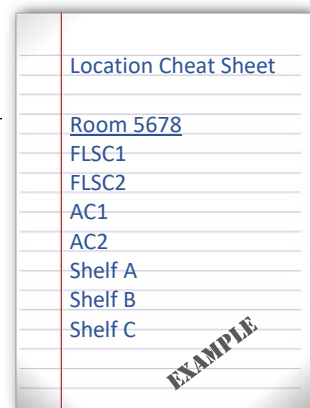 Location Cheat Sheet
Room 5678
FLSC1
FLSC2
AC1
AC2
Shelf A
Shelf B
Shelf C
EXAMPLE